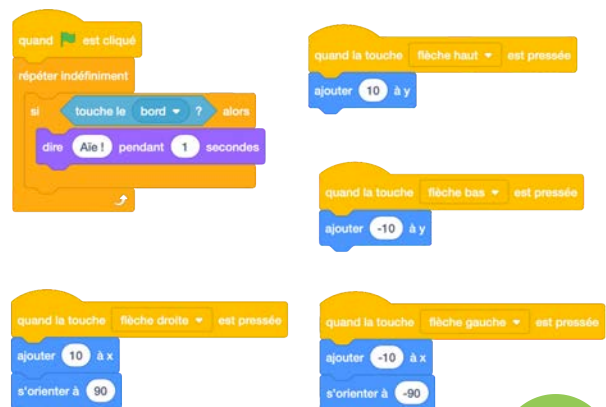 quand est cliqué
répéter indéfiniment
si touche le bord ? alors
dire Aïe ! pendant 1 secondes
quand la touche flèche haut est pressée
ajouter 10 à y
quand la touche flèche bas est pressée
ajouter -10 à y
quand la touche flèche droite est pressée
ajouter 10 à x
s'orienter à 90
quand la touche flèche gauche est pressée
ajouter -10 à x
s'orienter à -90